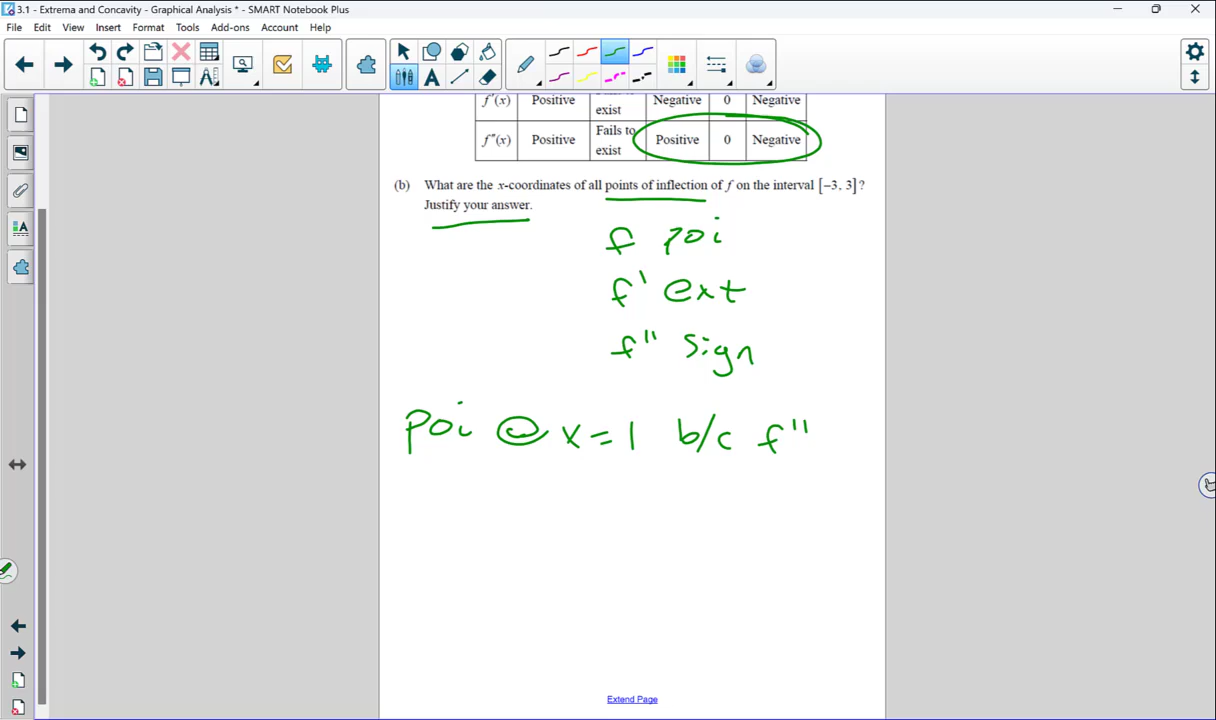 3.1 - Extrema and Concavity - Graphical Analysis * - SMART Notebook Plus
File Edit View Insert Format Tools Add-ons Account Help
f′(x) Positive exist Negative 0 Negative
f″(x) Positive Fails to exist Positive 0 Negative
(b) What are the x-coordinates of all points of inflection of f on the interval [−3, 3]?
Justify your answer.
f poi
f' ext
f" sign
poi @ x=1 b/c f"
Extend Page